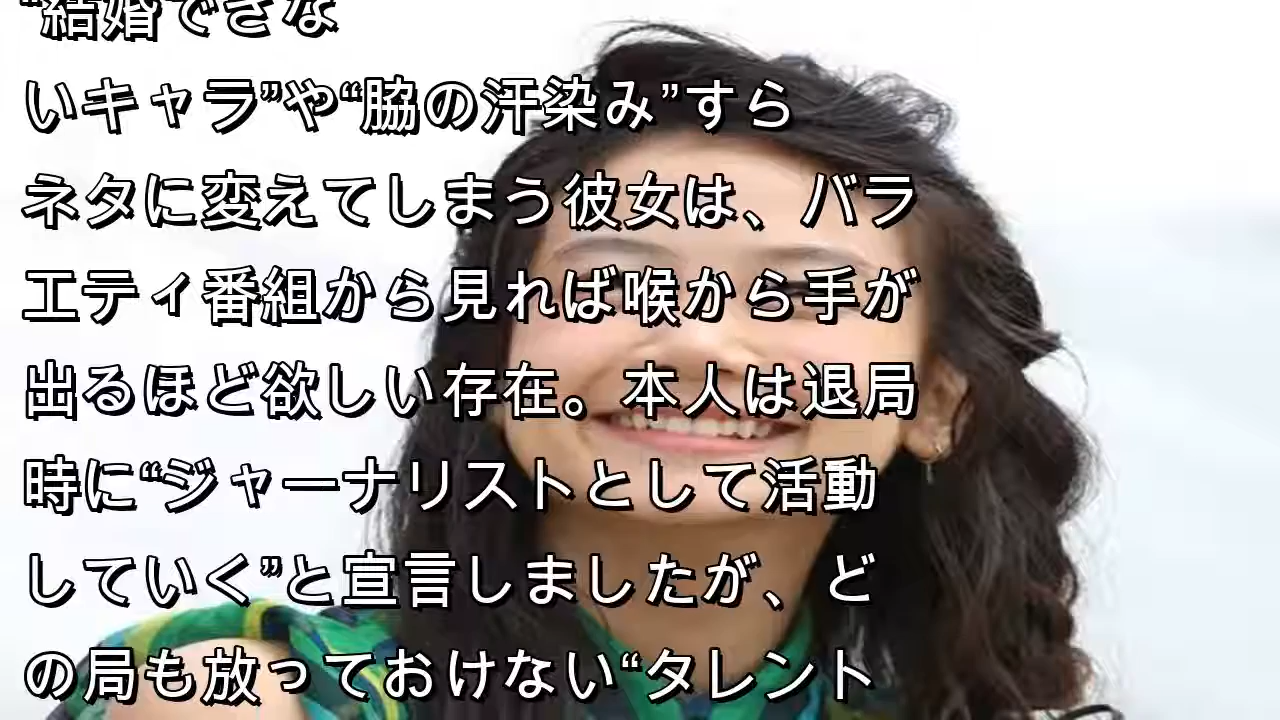 “結婚できな
いキャラ”や“脇の汗染み”すら
ネタに変えてしまう彼女は、バラ
エティ番組から見れば喉から手が
出るほど欲しい存在。本人は退局
時に“ジャーナリストとして活動
していく”と宣言しましたが、ど
の局も放っておけない“タレント